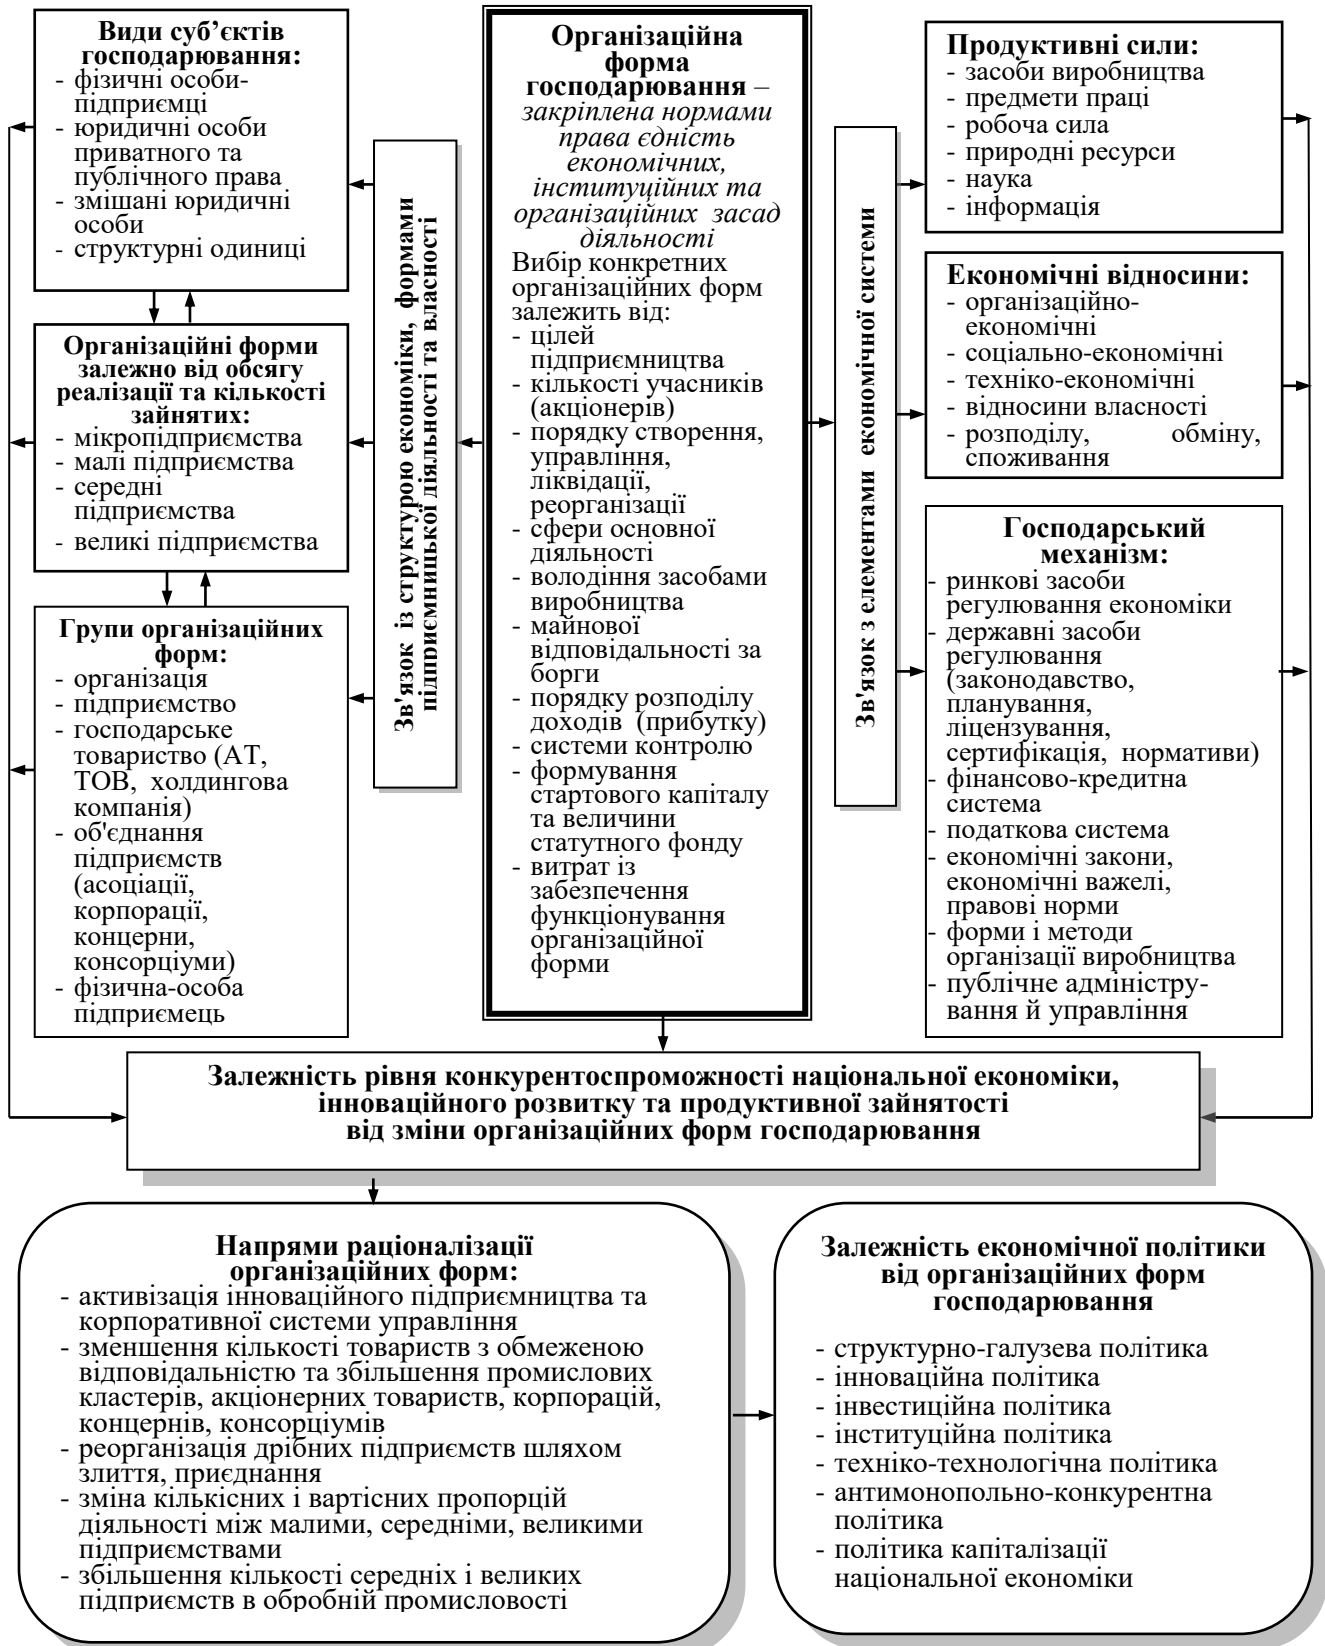 Види суб’єктів
господарювання:
- фізичні особи-
підприємці
- юридичні особи
приватного та
публічного права
- змішані юридичні
особи
- структурні одиниці
Організаційні форми
залежно від обсягу
реалізації та кількості
зайнятих:
- мікропідприємства
- малі підприємства
- середні
підприємства
- великі підприємства
Групи організаційних
форм:
- організація
- підприємство
- господарське
товариство (АТ,
ТОВ, холдингова
компанія)
- об'єднання
підприємств
(асоціації,
корпорації,
концерни,
консорціуми)
- фізична-особа
підприємець
Зв'язок із структурою економіки, формами
підприємницької діяльності та власності
Організаційна
форма
господарювання –
закріплена нормами
права єдність
економічних,
інституційних та
організаційних засад
діяльності
Вибір конкретних
організаційних форм
залежить від:
- цілей
підприємництва
- кількості учасників
(акціонерів)
- порядку створення,
управління,
ліквідації,
реорганізації
- сфери основної
діяльності
- володіння засобами
виробництва
- майнової
відповідальності за
борги
- порядку розподілу
доходів (прибутку)
- системи контролю
- формування
стартового капіталу
та величини
статутного фонду
- витрат із
забезпечення
функціонування
організаційної
форми
Зв'язок з елементами економічної системи
Продуктивні сили:
- засоби виробництва
- предмети праці
- робоча сила
- природні ресурси
- наука
- інформація
Економічні відносини:
- організаційно-
економічні
- соціально-економічні
- техніко-економічні
- відносини власності
- розподілу, обміну,
споживання
Господарський
механізм:
- ринкові засоби
регулювання економіки
- державні засоби
регулювання
(законодавство,
планування,
ліцензування,
сертифікація, нормативи)
- фінансово-кредитна
система
- податкова система
- економічні закони,
економічні важелі,
правові норми
- форми і методи
організації виробництва
- публічне адміністрування
вання й управління
Залежність рівня конкурентоспроможності національної економіки,
інноваційного розвитку та продуктивної зайнятості
від зміни організаційних форм господарювання
Напрями раціоналізації
організаційних форм:
- активізація інноваційного підприємництва та
корпоративної системи управління
- зменшення кількості товариств з обмеженою
відповідальністю та збільшення промислових
кластерів, акціонерних товариств, корпорацій,
концернів, консорціумів
- реорганізація дрібних підприємств шляхом
злиття, приєднання
- зміна кількісних і вартісних пропорцій
діяльності між малими, середніми, великими
підприємствами
- збільшення кількості середніх і великих
підприємств в обробній промисловості
Залежність економічної політики
від організаційних форм
господарювання
- структурно-галузева політика
- інноваційна політика
- інвестиційна політика
- інституційна політика
- техніко-технологічна політика
- антимонопольно-конкурентна
політика
- політика капіталізації
національної економіки